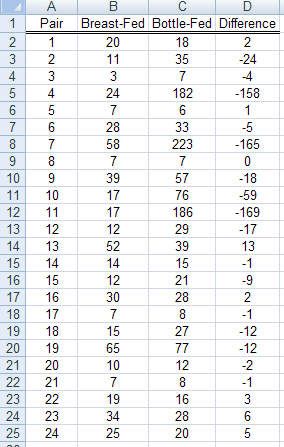 A B C D
1 Pair Breast-Fed Bottle-Fed Difference
2 1 20 18 2
3 2 11 35 -24
4 3 3 7 -4
5 4 24 182 -158
6 5 7 6 1
7 6 28 33 -5
8 7 58 223 -165
9 8 7 7 0
10 9 39 57 -18
11 10 17 76 -59
12 11 17 186 -169
13 12 12 29 -17
14 13 52 39 13
15 14 14 15 -1
16 15 12 21 -9
17 16 30 28 2
18 17 7 8 -1
19 18 15 27 -12
20 19 65 77 -12
21 20 10 12 -2
22 21 7 8 -1
23 22 19 16 3
24 23 34 28 6
25 24 25 20 5